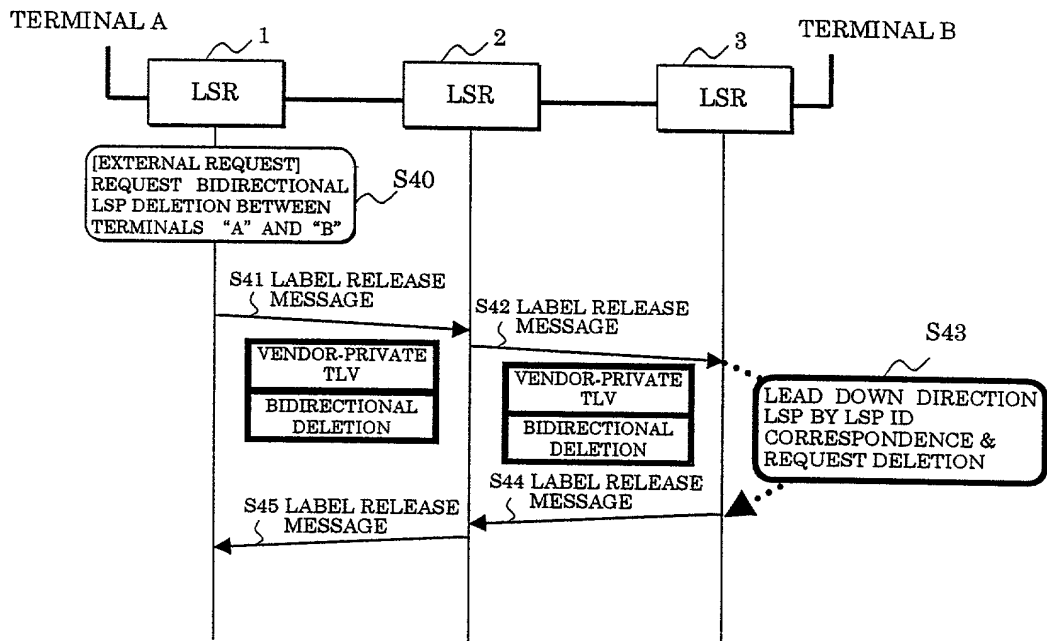 TERMINAL A
1
2
3
TERMINAL B
LSR
LSR
LSR
[EXTERNAL REQUEST]
REQUEST BIDIRECTIONAL
LSP DELETION BETWEEN
TERMINALS “A” AND “B”
S40
S41 LABEL RELEASE
MESSAGE
S42 LABEL RELEASE
MESSAGE
S43
VENDOR-PRIVATE
TLV
BIDIRECTIONAL
DELETION
VENDOR-PRIVATE
TLV
BIDIRECTIONAL
DELETION
LEAD DOWN DIRECTION
LSP BY LSP ID
CORRESPONDENCE &
REQUEST DELETION
S44 LABEL RELEASE
MESSAGE
S45 LABEL RELEASE
MESSAGE